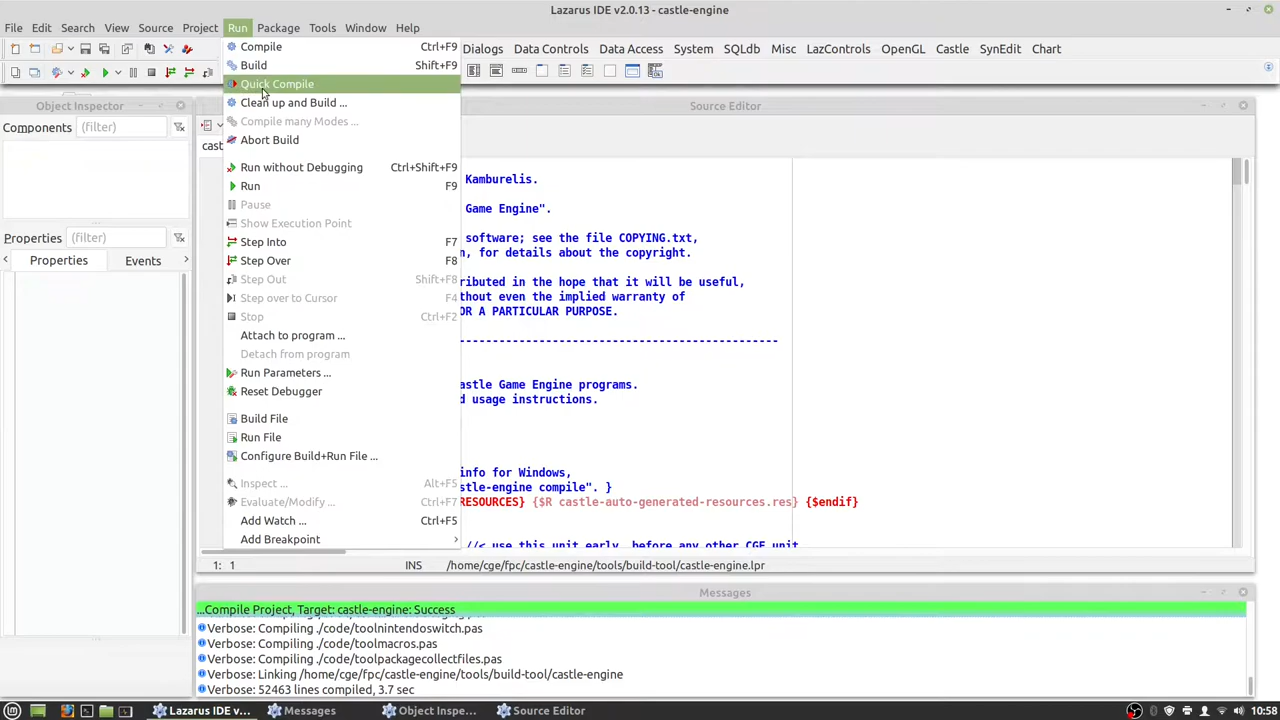 Lazarus IDE v2.0.13 - castle-engine
File Edit Search View Source Project Run Package Tools Window Help
Dialogs Data Controls Data Access System SQLdb Misc LazControls OpenGL Castle SynEdit Chart
Object Inspector
Components (filter)
Properties (filter)
Properties Events
Compile Ctrl+F9
Build Shift+F9
Quick Compile
Clean up and Build ...
Compile many Modes ...
Abort Build
Run without Debugging Ctrl+Shift+F9
Run F9
Pause
Show Execution Point
Step Into F7
Step Over F8
Step Out Shift+F8
Step over to Cursor F4
Stop Ctrl+F2
Attach to program ...
Detach from program
Run Parameters ...
Reset Debugger
Build File
Run File
Configure Build+Run File ...
Inspect ... Alt+F5
Evaluate/Modify ... Ctrl+F7
Add Watch ... Ctrl+F5
Add Breakpoint
Source Editor
cast
Kamburelis.
Game Engine".
software; see the file COPYING.txt,
n, for details about the copyright.
ributed in the hope that it will be useful,
thout even the implied warranty of
OR A PARTICULAR PURPOSE.
-----------------------------------------------
astle Game Engine programs.
d usage instructions.
info for Windows,
stle-engine compile". }
RESOURCES} {$R castle-auto-generated-resources.res} {$endif}
//< use this unit early, before any other CGE unit
1: 1 INS /home/cge/fpc/castle-engine/tools/build-tool/castle-engine.lpr
Messages
...Compile Project, Target: castle-engine: Success
Verbose: Compiling ./code/toolnintendoswitch.pas
Verbose: Compiling ./code/toolmacros.pas
Verbose: Compiling ./code/toolpackagecollectfiles.pas
Verbose: Linking /home/cge/fpc/castle-engine/tools/build-tool/castle-engine
Verbose: 52463 lines compiled, 3.7 sec
Lazarus IDE v... Messages Object Inspe... Source Editor 10:58